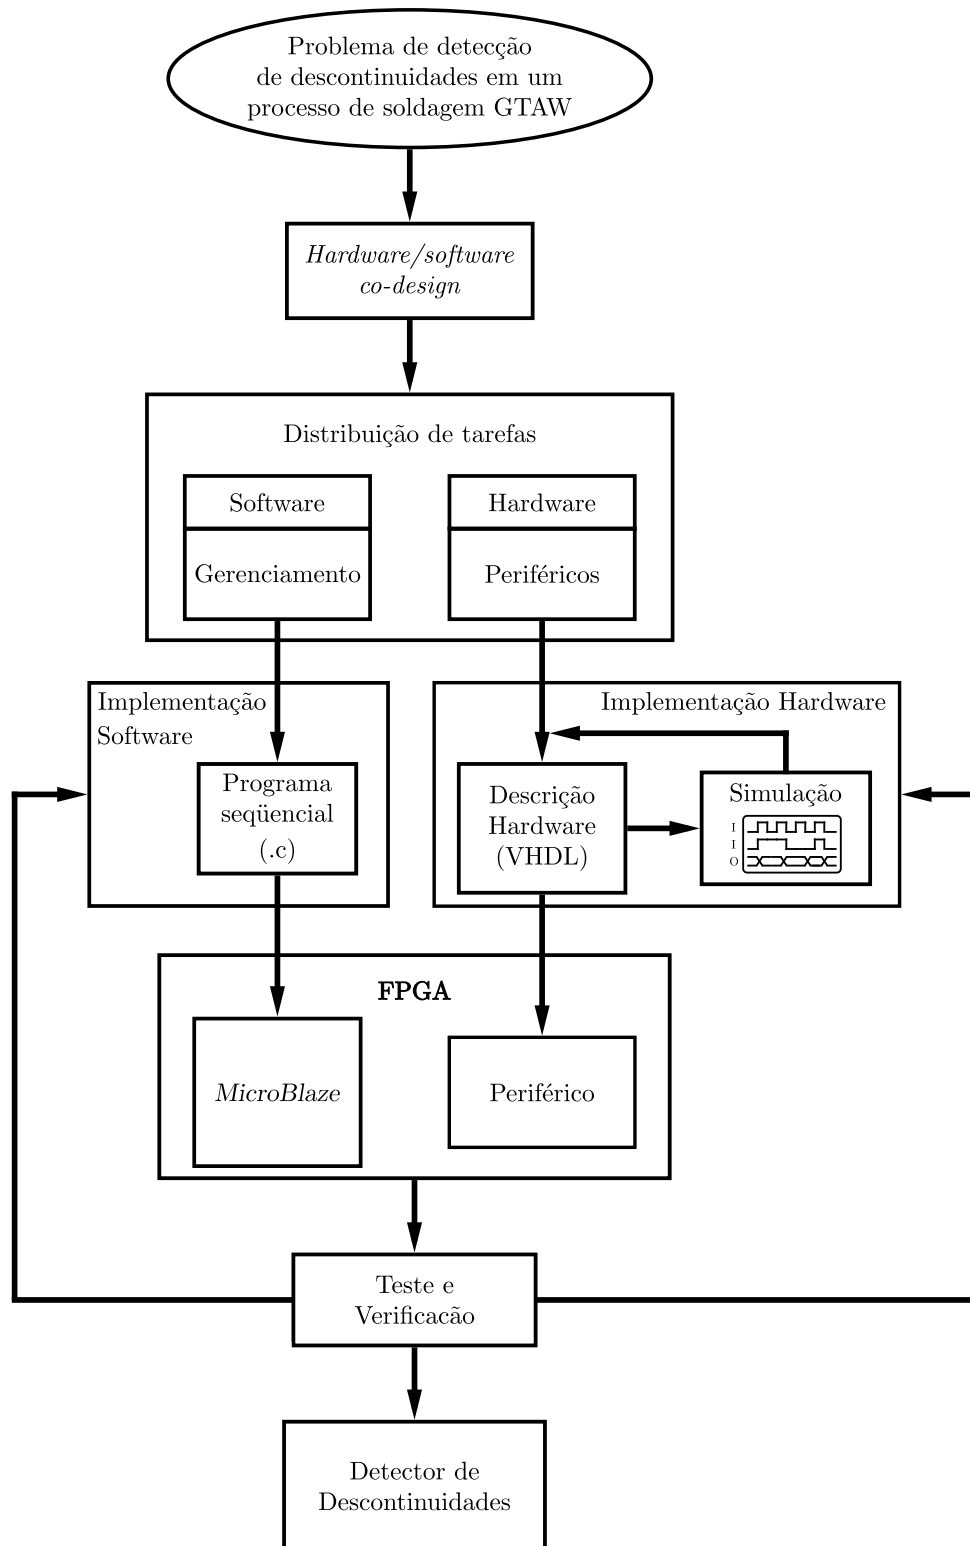 Problema de detecção
de descontinuidades em um
processo de soldagem GTAW
Hardware/software
co-design
Distribuição de tarefas
Software
Gerenciamento
Hardware
Periféricos
Implementação
Software
Programa
seqüencial
(.c)
Implementação Hardware
Descrição
Hardware
(VHDL)
Simulação
I
I
O
FPGA
MicroBlaze
Periférico
Teste e
Verificacão
Detector de
Descontinuidades